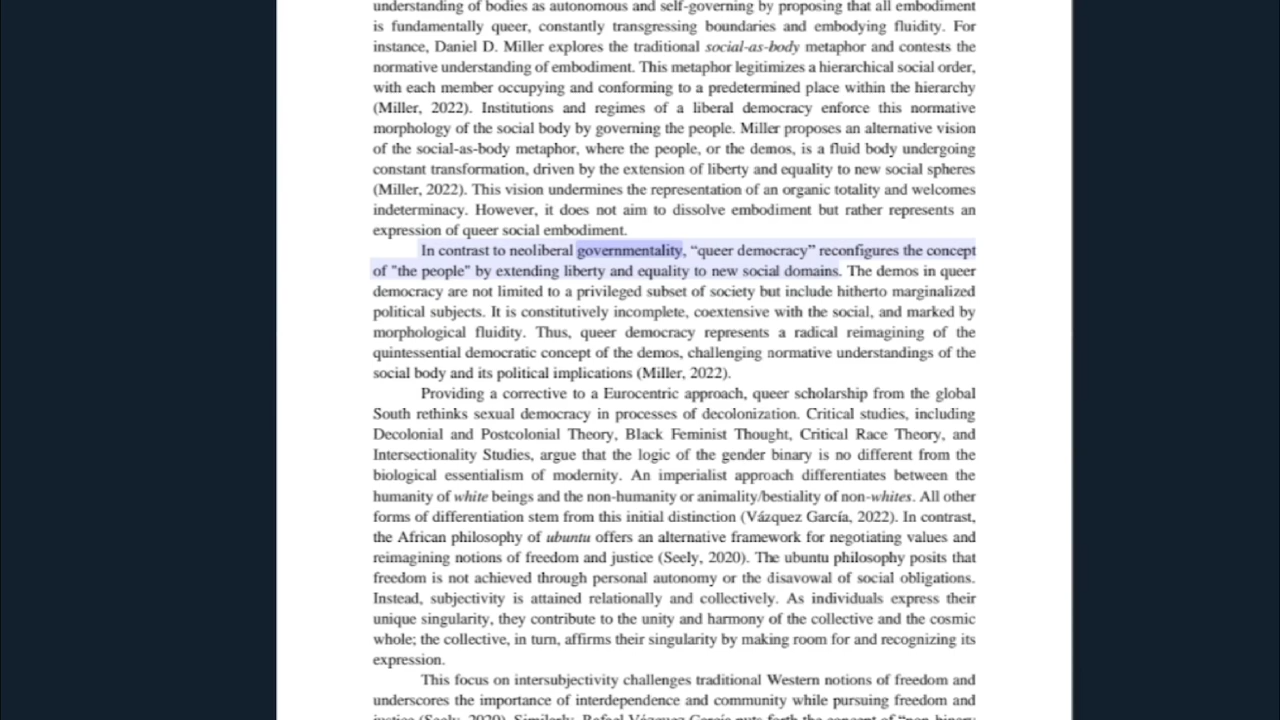 understanding of bodies as autonomous and self-governing by proposing that all embodiment
is fundamentally queer, constantly transgressing boundaries and embodying fluidity. For
instance, Daniel D. Miller explores the traditional social-as-body metaphor and contests the
normative understanding of embodiment. This metaphor legitimizes a hierarchical social order,
with each member occupying and conforming to a predetermined place within the hierarchy
(Miller, 2022). Institutions and regimes of a liberal democracy enforce this normative
morphology of the social body by governing the people. Miller proposes an alternative vision
of the social-as-body metaphor, where the people, or the demos, is a fluid body undergoing
constant transformation, driven by the extension of liberty and equality to new social spheres
(Miller, 2022). This vision undermines the representation of an organic totality and welcomes
indeterminacy. However, it does not aim to dissolve embodiment but rather represents an
expression of queer social embodiment.
In contrast to neoliberal governmentality, “queer democracy” reconfigures the concept
of "the people" by extending liberty and equality to new social domains. The demos in queer
democracy are not limited to a privileged subset of society but include hitherto marginalized
political subjects. It is constitutively incomplete, coextensive with the social, and marked by
morphological fluidity. Thus, queer democracy represents a radical reimagining of the
quintessential democratic concept of the demos, challenging normative understandings of the
social body and its political implications (Miller, 2022).
Providing a corrective to a Eurocentric approach, queer scholarship from the global
South rethinks sexual democracy in processes of decolonization. Critical studies, including
Decolonial and Postcolonial Theory, Black Feminist Thought, Critical Race Theory, and
Intersectionality Studies, argue that the logic of the gender binary is no different from the
biological essentialism of modernity. An imperialist approach differentiates between the
humanity of white beings and the non-humanity or animality/bestiality of non-whites. All other
forms of differentiation stem from this initial distinction (Vázquez García, 2022). In contrast,
the African philosophy of ubuntu offers an alternative framework for negotiating values and
reimagining notions of freedom and justice (Seely, 2020). The ubuntu philosophy posits that
freedom is not achieved through personal autonomy or the disavowal of social obligations.
Instead, subjectivity is attained relationally and collectively. As individuals express their
unique singularity, they contribute to the unity and harmony of the collective and the cosmic
whole; the collective, in turn, affirms their singularity by making room for and recognizing its
expression.
This focus on intersubjectivity challenges traditional Western notions of freedom and
underscores the importance of interdependence and community while pursuing freedom and
justice (Seely, 2020). Similarly, Rafael Vázquez García puts forth the concept of “non-binary